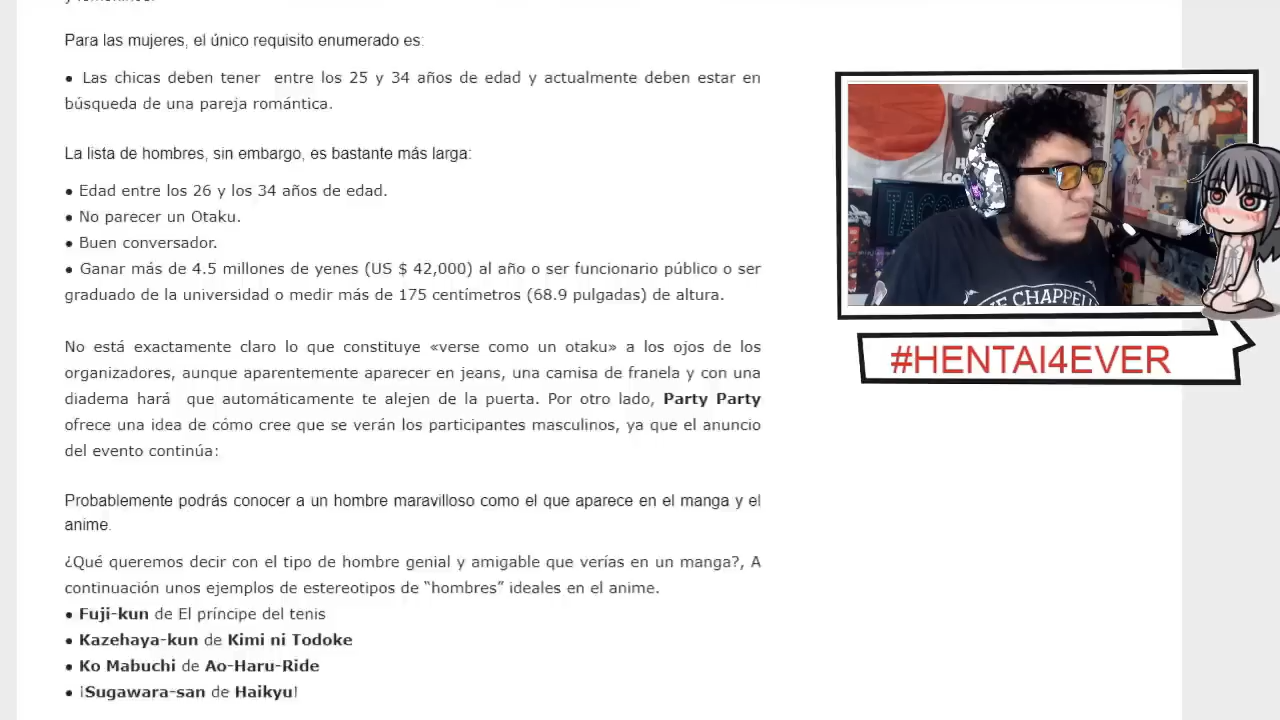 Para las mujeres, el único requisito enumerado es:
● Las chicas deben tener entre los 25 y 34 años de edad y actualmente deben estar en
búsqueda de una pareja romántica.
La lista de hombres, sin embargo, es bastante más larga:
● Edad entre los 26 y los 34 años de edad.
● No parecer un Otaku.
● Buen conversador.
● Ganar más de 4.5 millones de yenes (US $ 42,000) al año o ser funcionario público o ser
graduado de la universidad o medir más de 175 centímetros (68.9 pulgadas) de altura.
No está exactamente claro lo que constituye «verse como un otaku» a los ojos de los
organizadores, aunque aparentemente aparecer en jeans, una camisa de franela y con una
diadema hará que automáticamente te alejen de la puerta. Por otro lado, Party Party
ofrece una idea de cómo cree que se verán los participantes masculinos, ya que el anuncio
del evento continúa:
Probablemente podrás conocer a un hombre maravilloso como el que aparece en el manga y el
anime.
¿Qué queremos decir con el tipo de hombre genial y amigable que verías en un manga?, A
continuación unos ejemplos de estereotipos de “hombres” ideales en el anime.
● Fuji-kun de El príncipe del tenis
● Kazehaya-kun de Kimi ni Todoke
● Ko Mabuchi de Ao-Haru-Ride
● ¡Sugawara-san de Haikyu!
CHAPPELL
#HENTAI4EVER